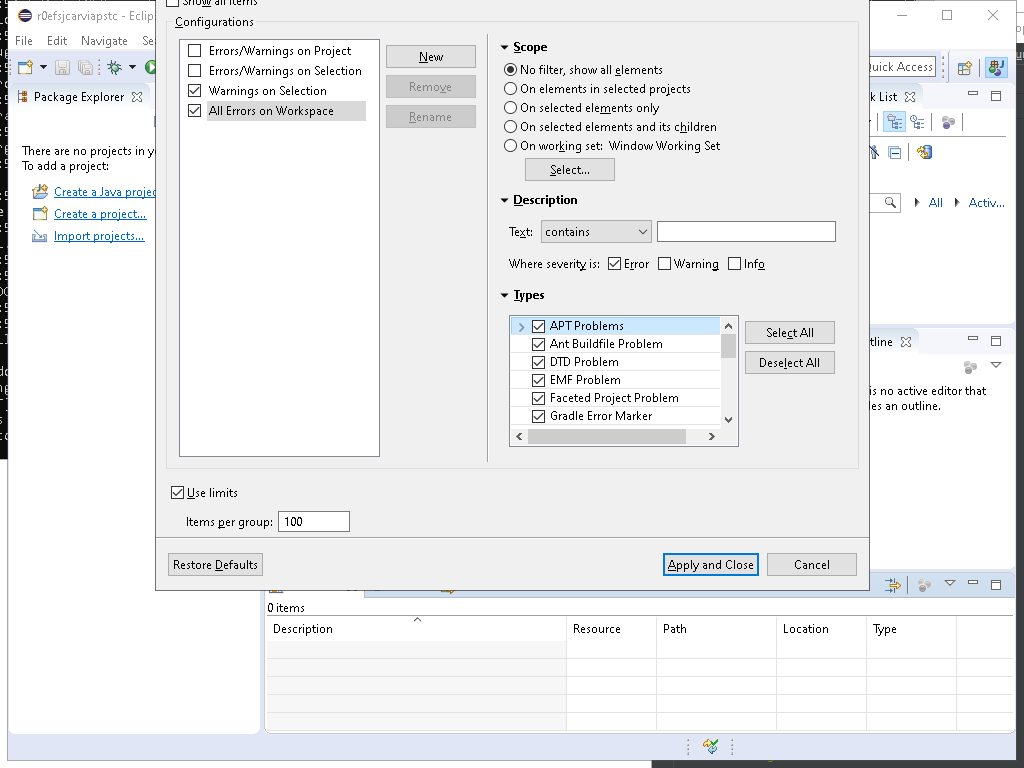 Show all items
r0efsjcarviapstc - Eclip
File Edit Navigate Se
Configurations
Errors/Warnings on Project
Errors/Warnings on Selection
Warnings on Selection
All Errors on Workspace
New
Remove
Rename
Scope
No filter, show all elements
On elements in selected projects
On selected elements only
On selected elements and its children
On working set: Window Working Set
Select...
Description
Text: contains
Where severity is: Error Warning Info
Types
APT Problems
Ant Buildfile Problem
DTD Problem
EMF Problem
Faceted Project Problem
Gradle Error Marker
Select All
Deselect All
Use limits
Items per group: 100
Restore Defaults
Apply and Close
Cancel
Package Explorer
There are no projects in y
To add a project:
Create a Java projec
Create a project...
Import projects...
Quick Access
k List
All Activ...
tline
is no active editor that
les an outline.
0 items
Description Resource Path Location Type